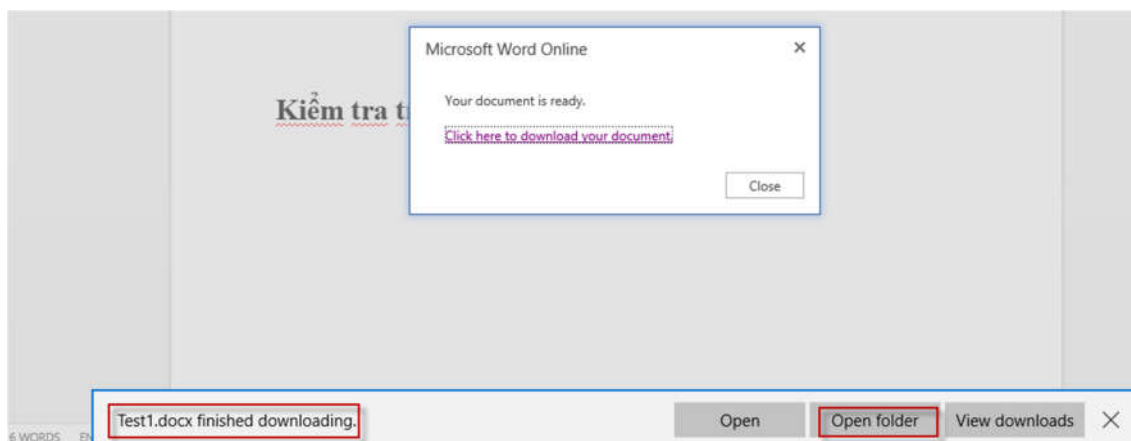 Microsoft Word Online
Your document is ready.
Kiểm tra
Click here to download your document.
Close
Test1.docx finished downloading.
Open
Open folder
View downloads
6 WORDS